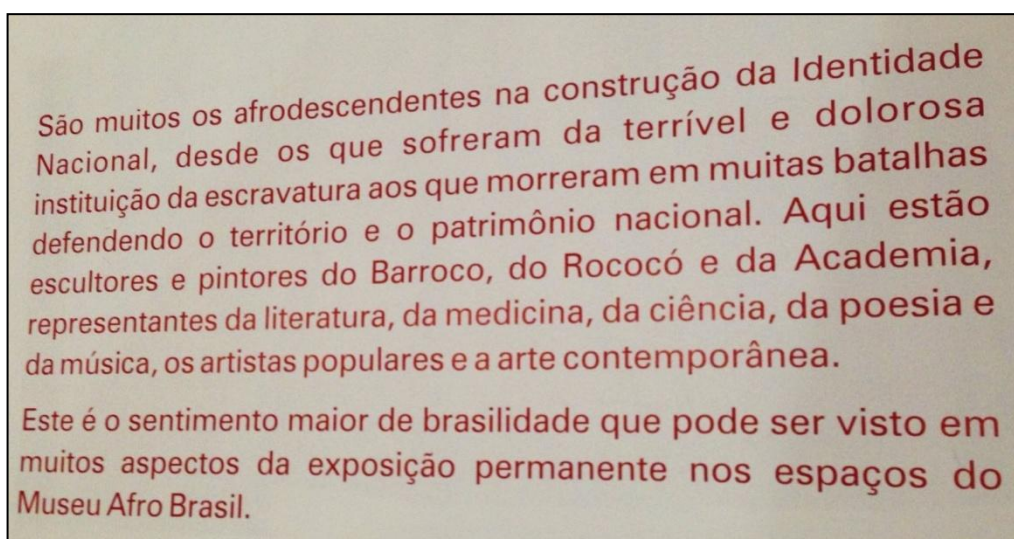 São muitos os afrodescendentes na construção da Identidade
Nacional, desde os que sofreram da terrível e dolorosa
instituição da escravatura aos que morreram em muitas batalhas
defendendo o território e o patrimônio nacional. Aqui estão
escultores e pintores do Barroco, do Rococó e da Academia,
representantes da literatura, da medicina, da ciência, da poesia e
da música, os artistas populares e a arte contemporânea.
Este é o sentimento maior de brasilidade que pode ser visto em
muitos aspectos da exposição permanente nos espaços do
Museu Afro Brasil.